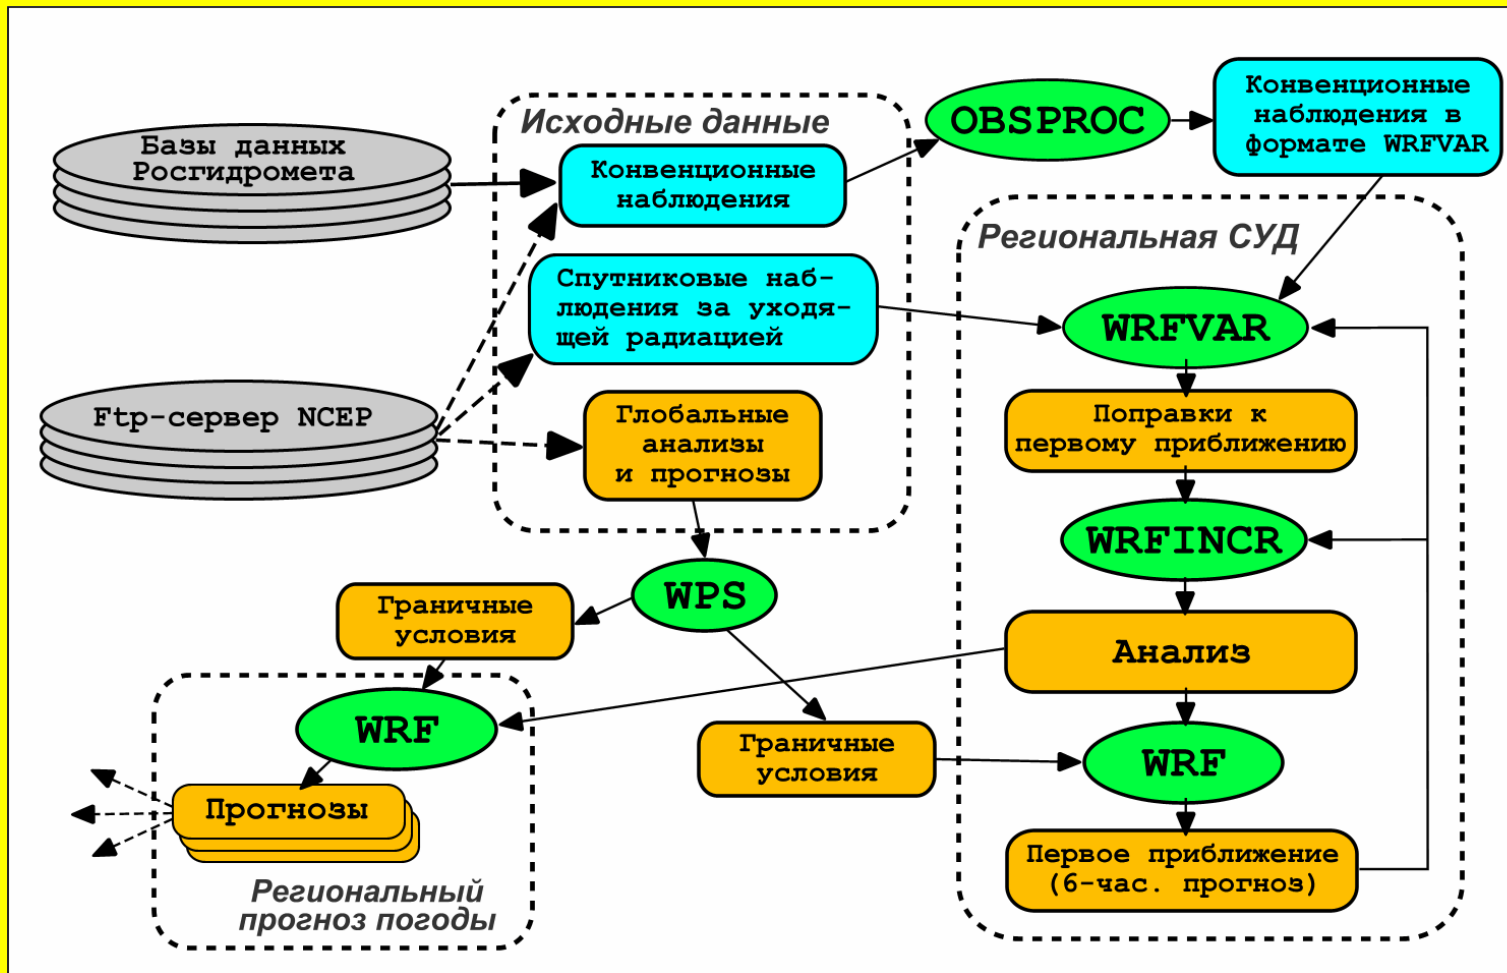 Базы данных
Росгидромета
Исходные данные
Конвенционные
наблюдения
OBSPROC
Конвенционные
наблюдения в
формате WRFVAR
Спутниковые наб-
людения за уходя-
щей радиацией
Ftp-сервер NCEP
Глобальные
анализы
и прогнозы
Региональная СУД
WRFVAR
Поправки к
первому приближению
WRFINCR
Анализ
WRF
Первое приближение
(6-час. прогноз)
WPS
Граничные
условия
Граничные
условия
WRF
Прогнозы
Региональный
прогноз погоды